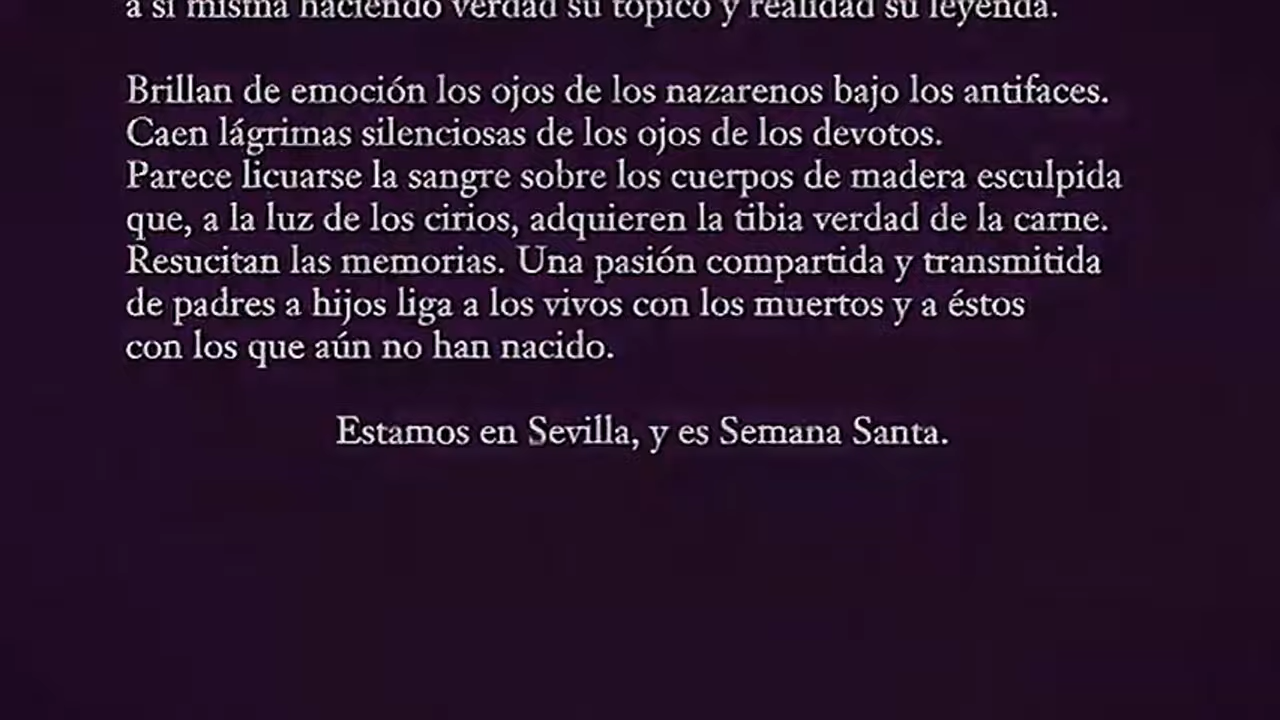 a sí misma haciendo verdad su tópico y realidad su leyenda.
Brillan de emoción los ojos de los nazarenos bajo los antifaces.
Caen lágrimas silenciosas de los ojos de los devotos.
Parece licuarse la sangre sobre los cuerpos de madera esculpida
que, a la luz de los cirios, adquieren la tibia verdad de la carne.
Resucitan las memorias. Una pasión compartida y transmitida
de padres a hijos liga a los vivos con los muertos y a éstos
con los que aún no han nacido.
Estamos en Sevilla, y es Semana Santa.